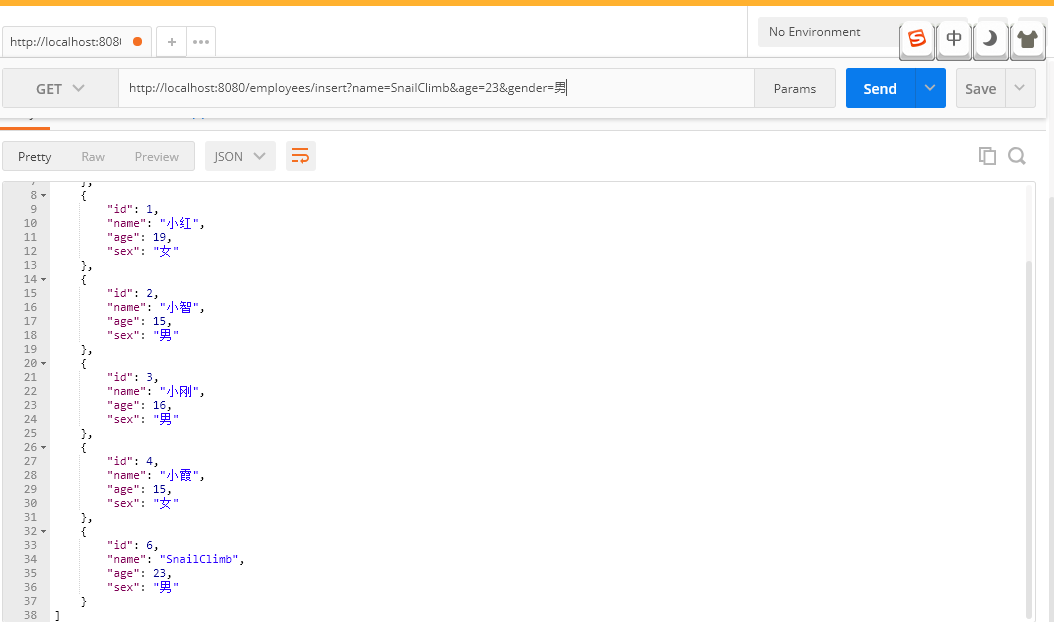 http://localhost:8080
+
No Environment
中
GET
http://localhost:8080/employees/insert?name=SnailClimb&age=23&gender=男
Params
Send
Save
Pretty
Raw
Preview
JSON
},
8 {
9 "id": 1,
10 "name": "小红",
11 "age": 19,
12 "sex": "女"
13 },
14 {
15 "id": 2,
16 "name": "小智",
17 "age": 15,
18 "sex": "男"
19 },
20 {
21 "id": 3,
22 "name": "小刚",
23 "age": 16,
24 "sex": "男"
25 },
26 {
27 "id": 4,
28 "name": "小霞",
29 "age": 15,
30 "sex": "女"
31 },
32 {
33 "id": 6,
34 "name": "SnailClimb",
35 "age": 23,
36 "sex": "男"
37 }
38 ]